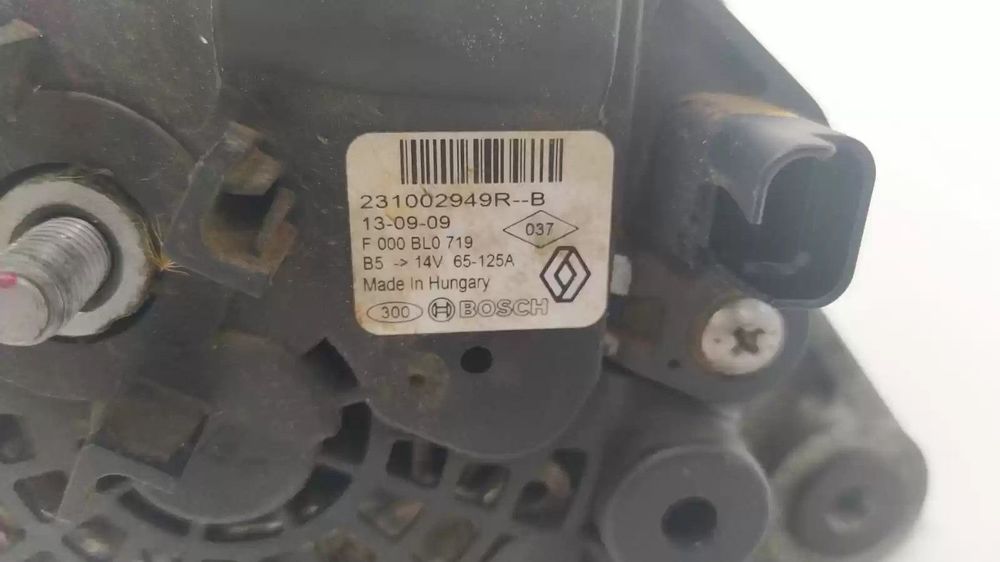 231002949R--B
13-09-09
037
F 000 BL0 719
B5 -> 14V 65-125A
Made In Hungary
300 BOSCH